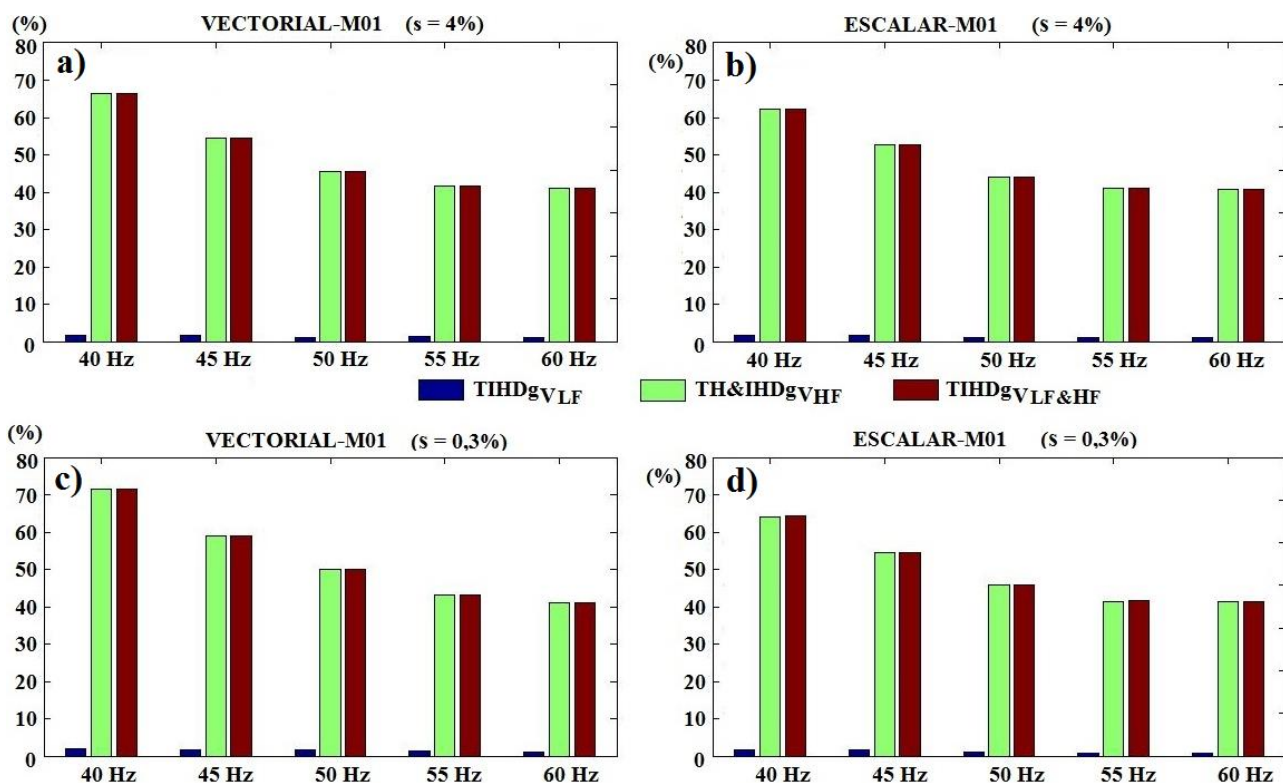 (%) VECTORIAL-M01 (s = 4%)
a)
80
70
60
50
40
30
20
10
0
40 Hz 45 Hz 50 Hz 55 Hz 60 Hz
ESCALAR-M01 (s = 4%)
(%)
b)
80
70
60
50
40
30
20
10
0
40 Hz 45 Hz 50 Hz 55 Hz 60 Hz
TIHDgVLF TH&IHDgVHF TIHDgVLF&HF
(%) VECTORIAL-M01 (s = 0,3%)
c)
80
70
60
50
40
30
20
10
0
40 Hz 45 Hz 50 Hz 55 Hz 60 Hz
ESCALAR-M01 (s = 0,3%)
(%)
d)
80
70
60
50
40
30
20
10
0
40 Hz 45 Hz 50 Hz 55 Hz 60 Hz